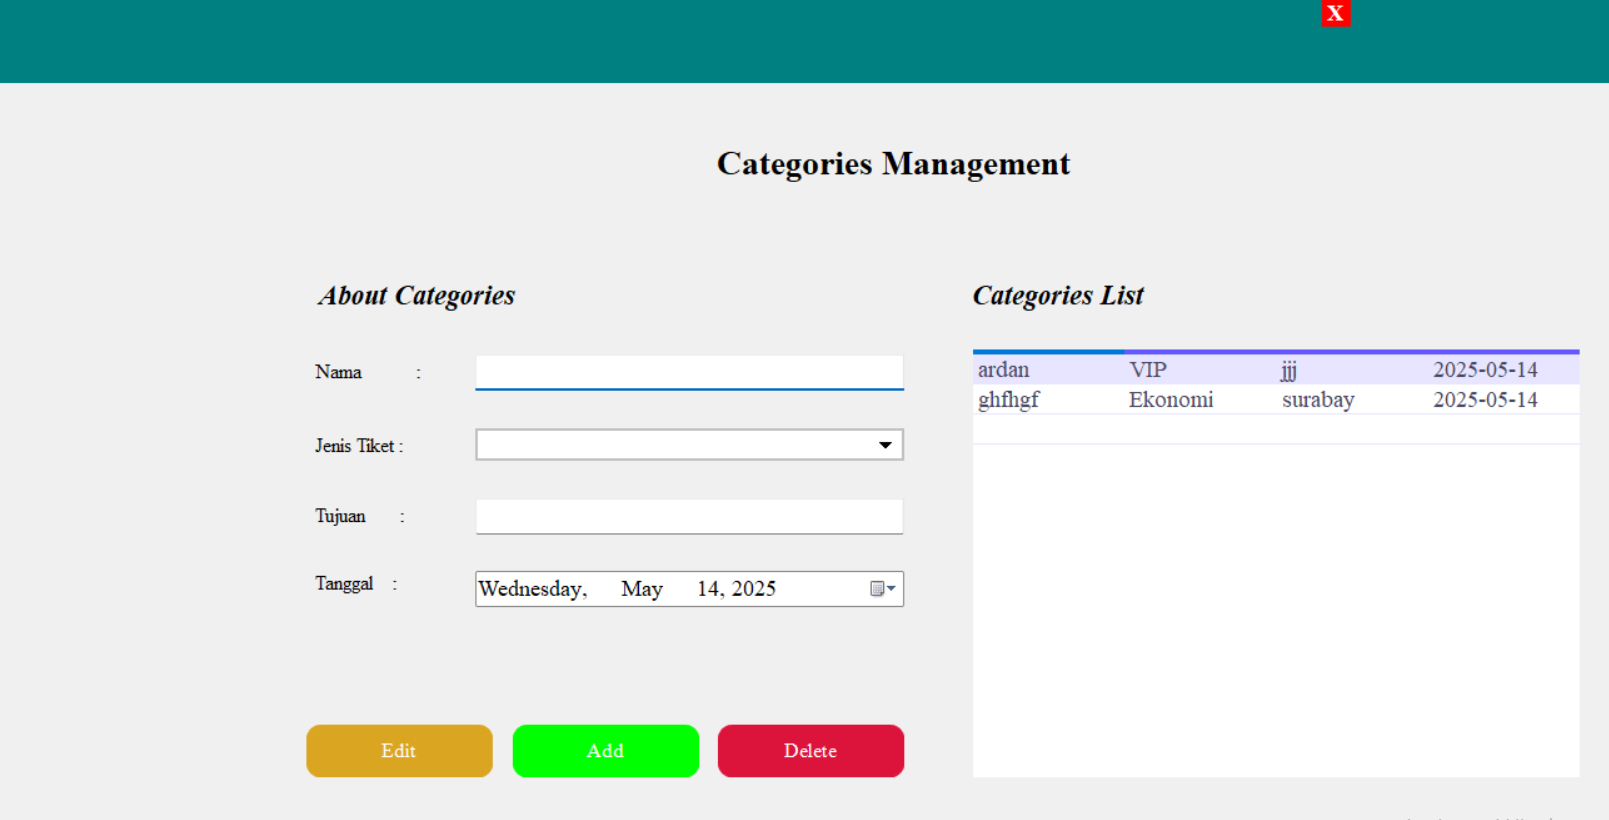 X
Categories Management
About Categories
Categories List
Nama :
Jenis Tiket :
Tujuan :
Tanggal :
Wednesday, May 14, 2025
ardan VIP jjj 2025-05-14
ghfhgf Ekonomi surabay 2025-05-14
Edit
Add
Delete